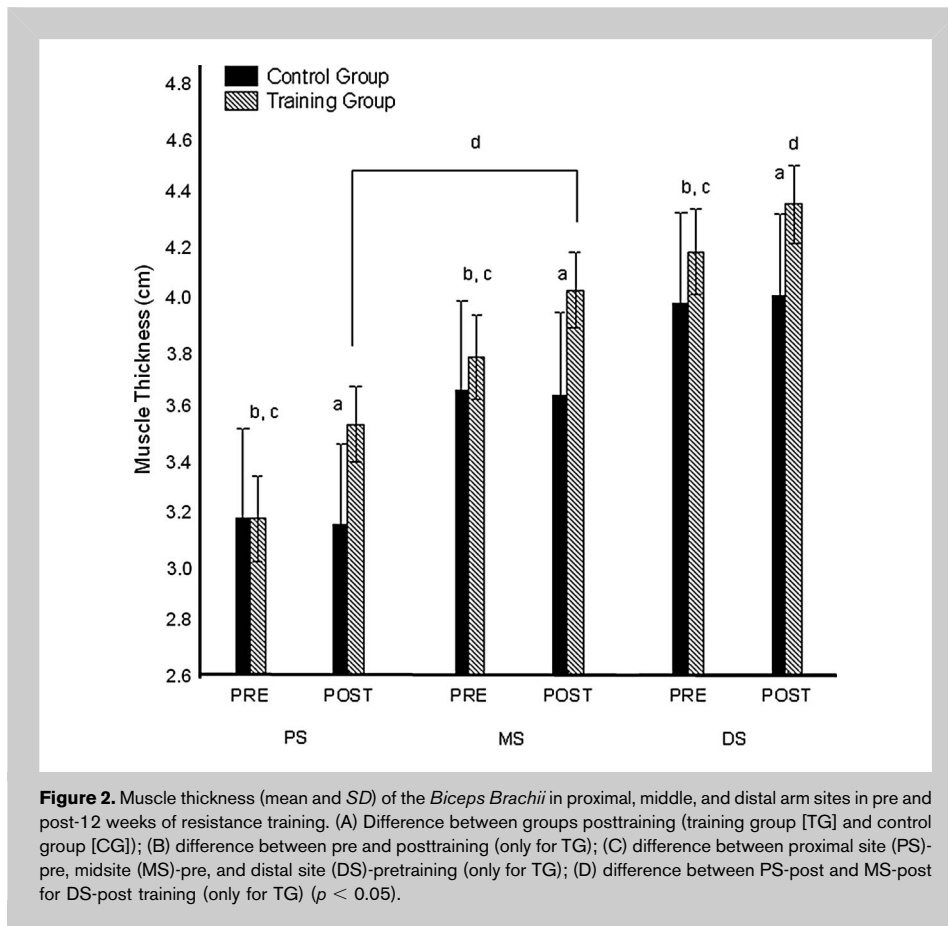 4.8
Control Group
Training Group
4.6
d
d
4.4
b, c
a
4.2
b, c
a
4.0
Muscle Thickness (cm)
3.8
3.6
b, c
a
3.4
3.2
3.0
2.8
2.6
PRE POST PRE POST PRE POST
PS MS DS
Figure 2. Muscle thickness (mean and SD) of the Biceps Brachii in proximal, middle, and distal arm sites in pre and
post-12 weeks of resistance training. (A) Difference between groups posttraining (training group [TG] and control
group [CG]); (B) difference between pre and posttraining (only for TG); (C) difference between proximal site (PS)-
pre, midsite (MS)-pre, and distal site (DS)-pretraining (only for TG); (D) difference between PS-post and MS-post
for DS-post training (only for TG) (p < 0.05).